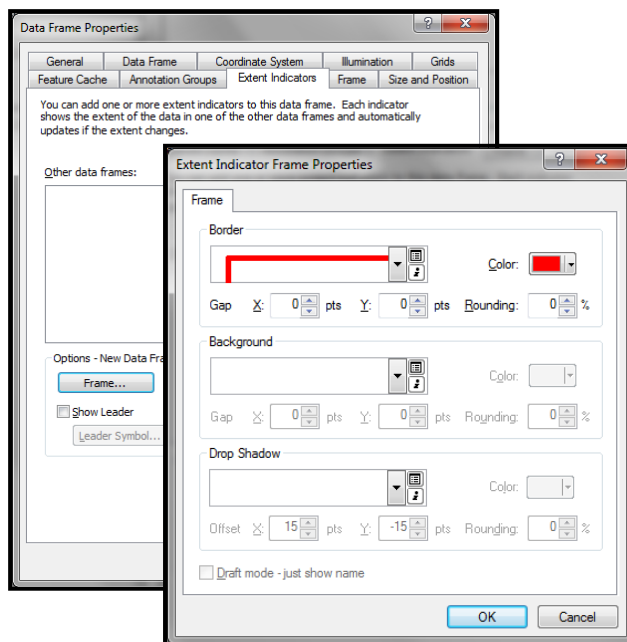 Data Frame Properties
?
X
General Data Frame Coordinate System Illumination Grids
Feature Cache Annotation Groups Extent Indicators Frame Size and Position
You can add one or more extent indicators to this data frame. Each indicator
shows the extent of the data in one of the other data frames and automatically
updates if the extent changes.
Other data frames:
Options - New Data Fra
Frame...
Show Leader
Leader Symbol...
Extent Indicator Frame Properties
?
X
Frame
Border
Color:
Gap X: 0 pts Y: 0 pts Rounding: 0 %
Background
Color:
Gap X: 0 pts Y: 0 pts Rounding: 0 %
Drop Shadow
Color:
Offset X: 15 pts Y: -15 pts Rounding: 0 %
Draft mode - just show name
OK Cancel